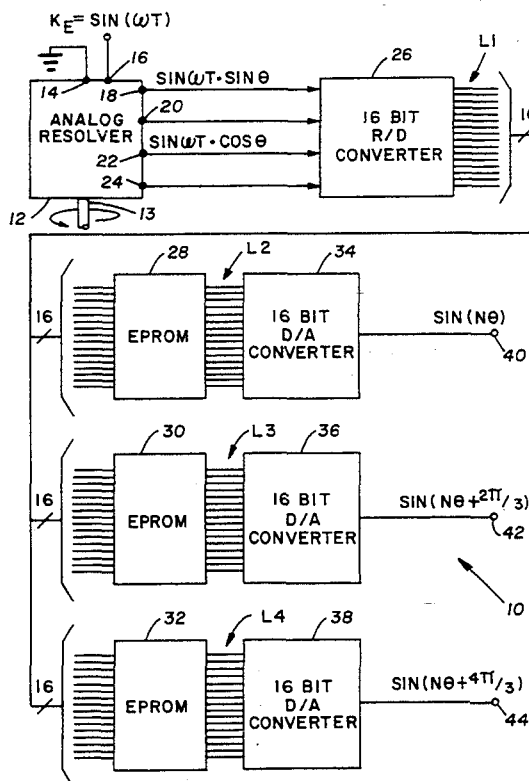 K_E = SIN (ωT)
16
14
18
SINωT · SINθ
26
L1
ANALOG RESOLVER
20
22
SINωT · COSθ
24
16 BIT R/D CONVERTER
16
12
13
28
L2
34
16
EPROM
16 BIT D/A CONVERTER
SIN(Nθ)
40
30
L3
36
16
EPROM
16 BIT D/A CONVERTER
SIN(Nθ+2π/3)
42
10
32
L4
38
16
EPROM
16 BIT D/A CONVERTER
SIN(Nθ+4π/3)
44